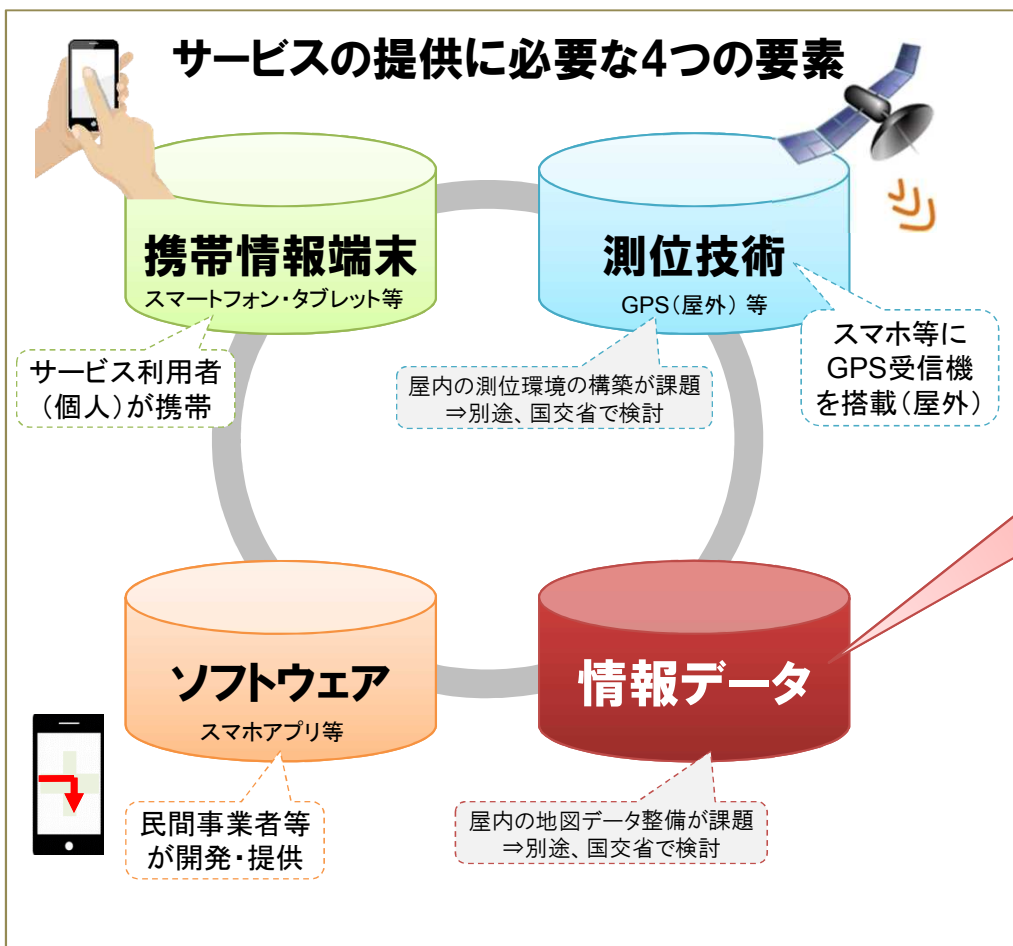 サービスの提供に必要な4つの要素
携帯情報端末
スマートフォン・タブレット等
サービス利用者
（個人）が携帯
測位技術
GPS（屋外）等
スマホ等に
GPS受信機
を搭載（屋外）
屋内の測位環境の構築が課題
⇒別途、国交省で検討
ソフトウェア
スマホアプリ等
民間事業者等
が開発・提供
情報データ
屋内の地図データ整備が課題
⇒別途、国交省で検討